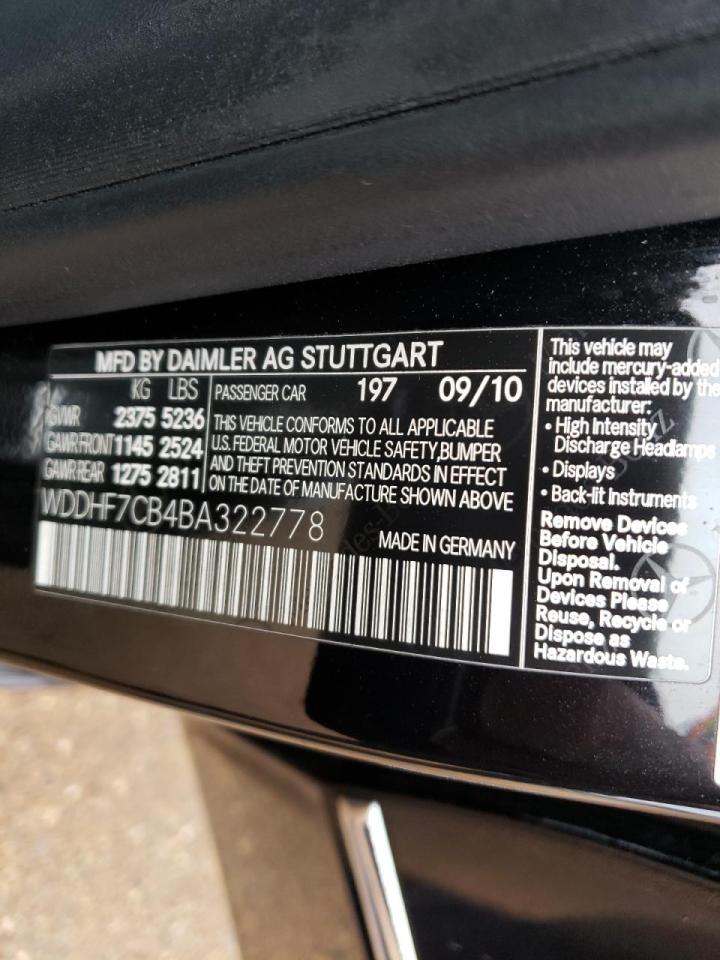 MFD BY DAIMLER AG STUTTGART
KG LBS
GVWR 2375 5236
GAWR FRONT 1145 2524
GAWR REAR 1275 2811
PASSENGER CAR 197 09/10
THIS VEHICLE CONFORMS TO ALL APPLICABLE
U.S. FEDERAL MOTOR VEHICLE SAFETY, BUMPER
AND THEFT PREVENTION STANDARDS IN EFFECT
ON THE DATE OF MANUFACTURE SHOWN ABOVE
WDDHF7CB4BA322778
MADE IN GERMANY
This vehicle may
include mercury-added
devices installed by the
manufacturer:
• High Intensity
Discharge Headlamps
• Displays
• Back-lit Instruments
Remove Devices
Before Vehicle
Disposal.
Upon Removal of
Devices Please
Reuse, Recycle or
Dispose as
Hazardous Waste.